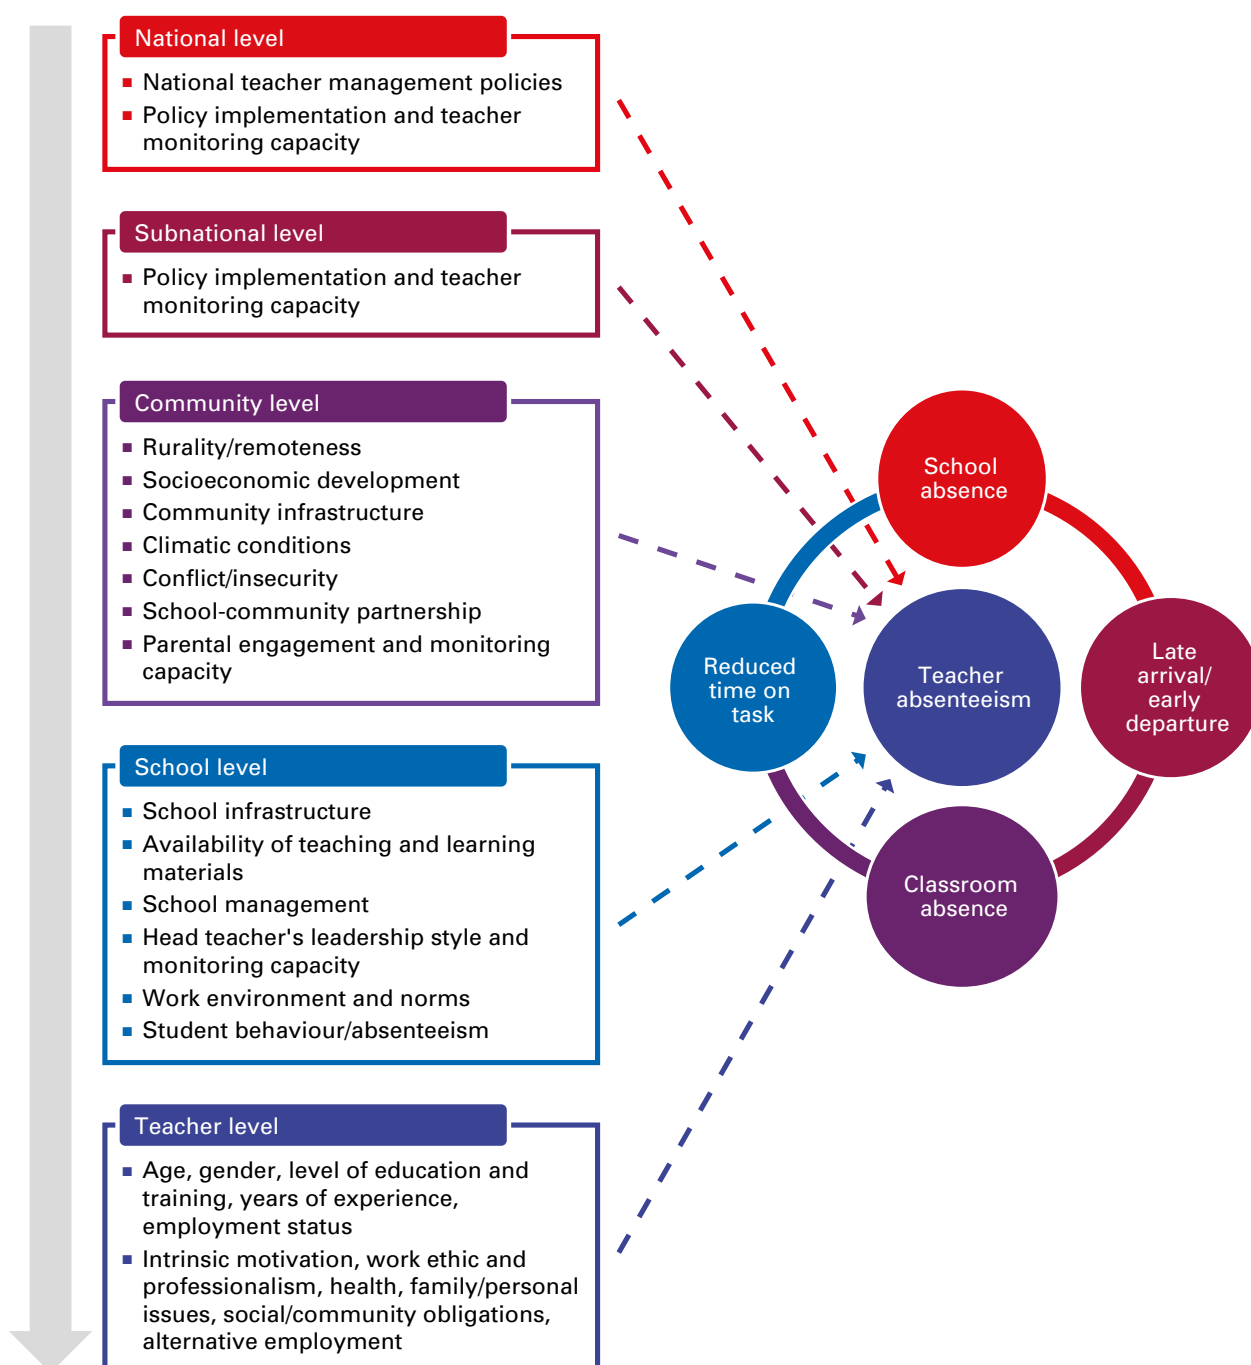 National level
National teacher management policies
Policy implementation and teacher
monitoring capacity
Subnational level
Policy implementation and teacher
monitoring capacity
Community level
Rurality/remoteness
Socioeconomic development
Community infrastructure
Climatic conditions
Conflict/insecurity
School-community partnership
Parental engagement and monitoring
capacity
School level
School infrastructure
Availability of teaching and learning
materials
School management
Head teacher's leadership style and
monitoring capacity
Work environment and norms
Student behaviour/absenteeism
Teacher level
Age, gender, level of education and
training, years of experience,
employment status
Intrinsic motivation, work ethic and
professionalism, health, family/personal
issues, social/community obligations,
alternative employment
School
absence
Reduced
time on
task
Teacher
absenteeism
Late
arrival/
early
departure
Classroom
absence